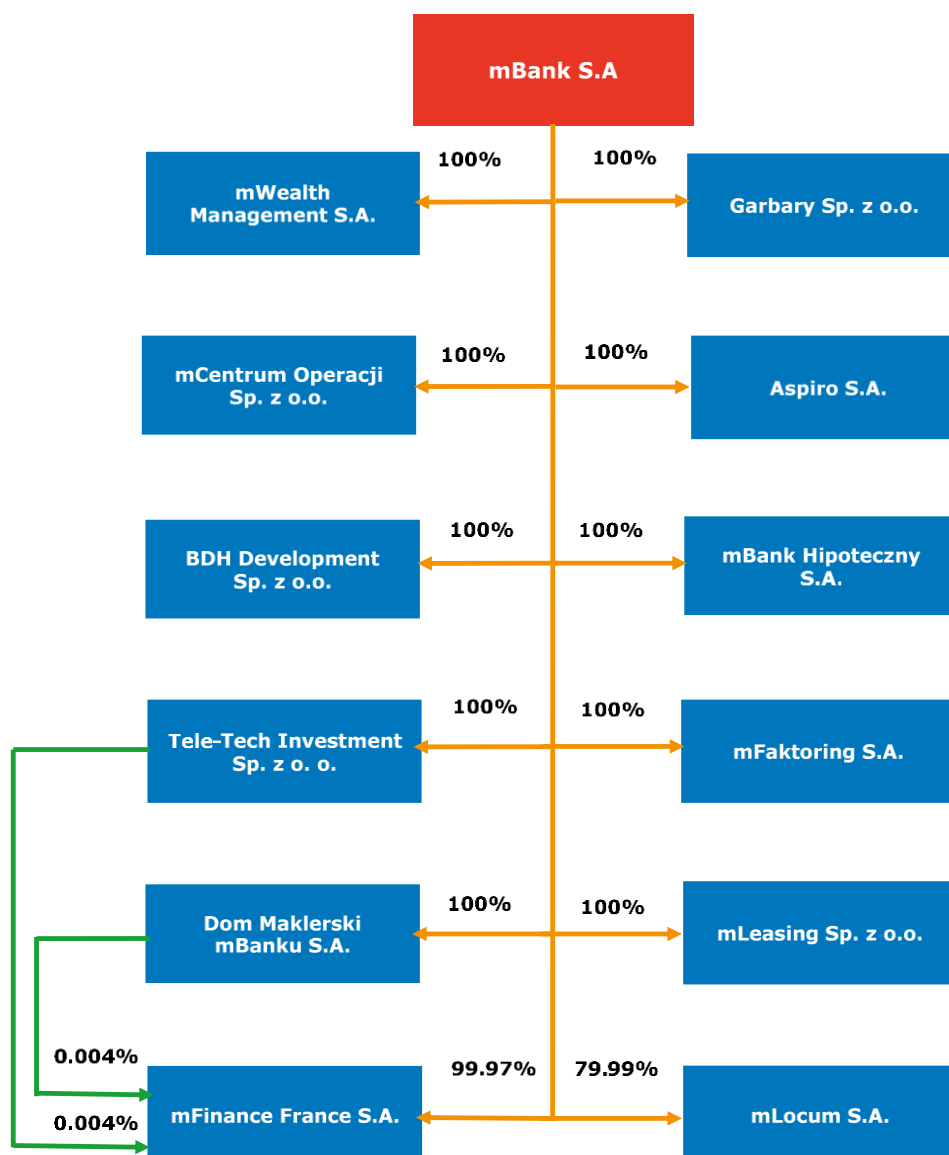 mBank S.A
100%
100%
mWealth
Management S.A.
Garbary Sp. z o.o.
100%
100%
mCentrum Operacji
Sp. z o.o.
Aspiro S.A.
100%
100%
BDH Development
Sp. z o.o.
mBank Hipoteczny
S.A.
100%
100%
Tele-Tech Investment
Sp. z o. o.
mFaktoring S.A.
100%
100%
Dom Maklerski
mBanku S.A.
mLeasing Sp. z o.o.
0.004%
99.97%
79.99%
0.004%
mFinance France S.A.
mLocum S.A.